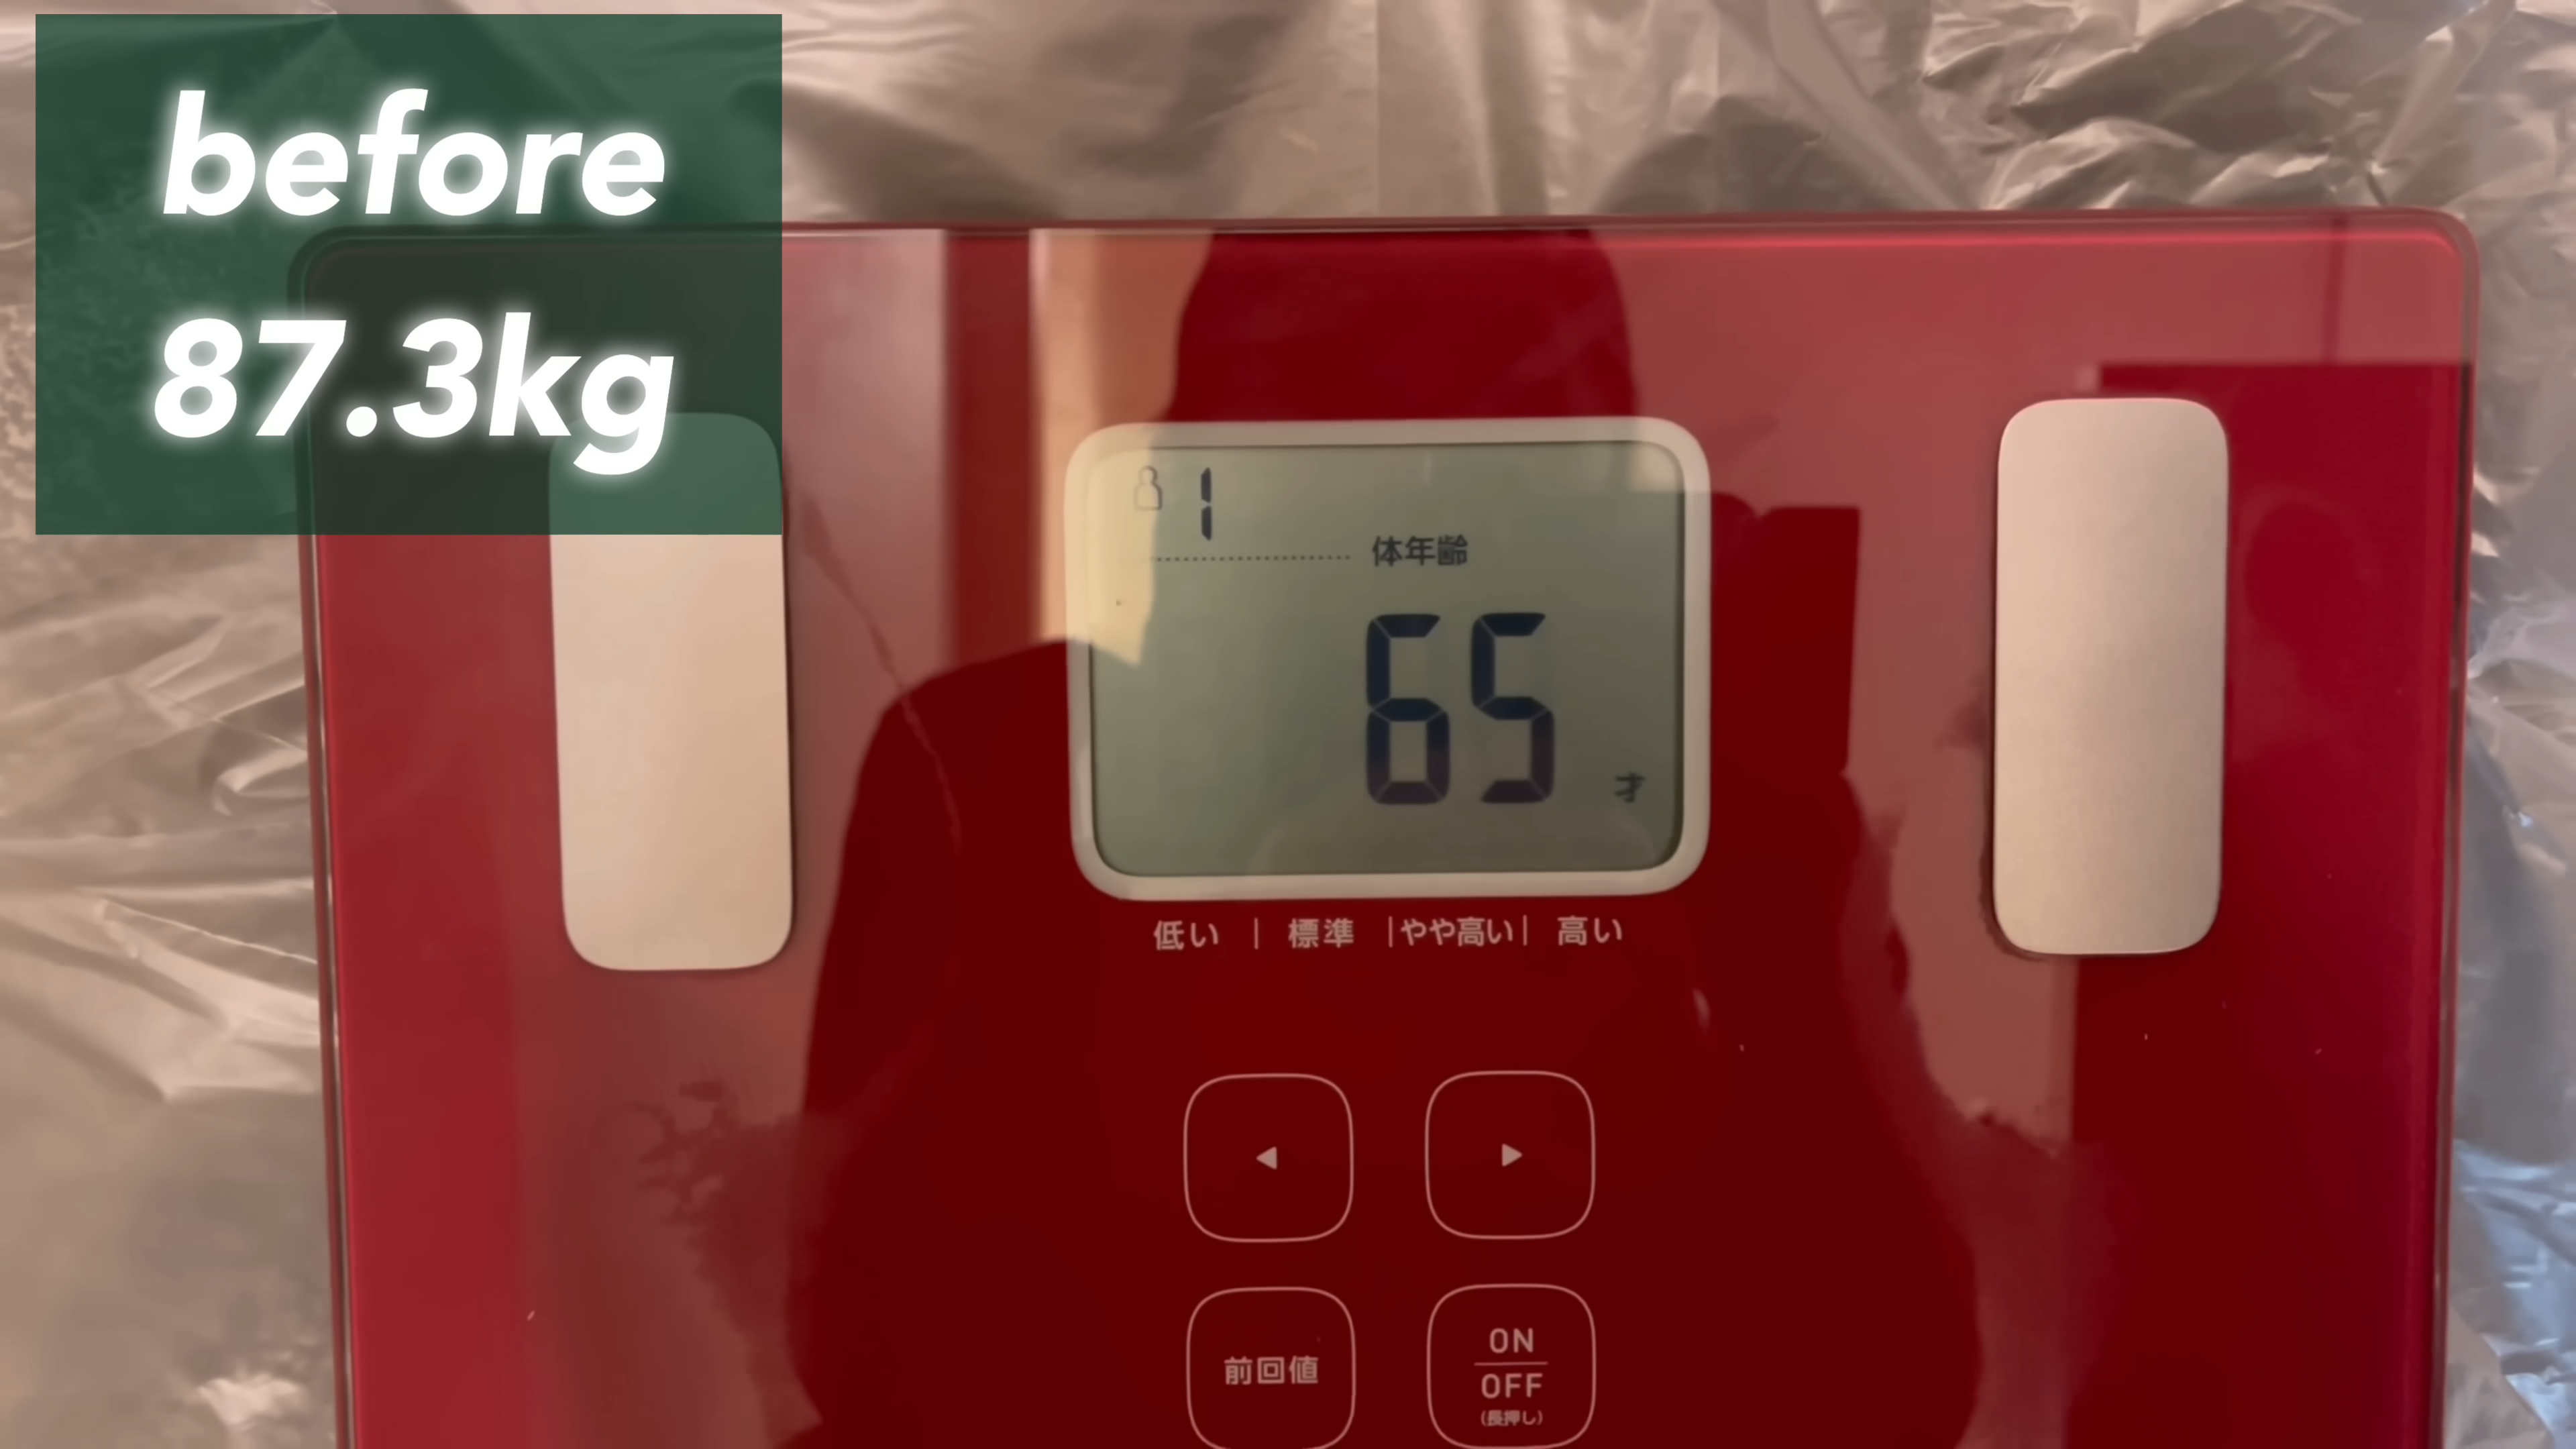 before
87.3kg
1
体年齢
65
才
低い | 標準 | やや高い | 高い
◀ ▶
前回値
ON
OFF
(長押し)